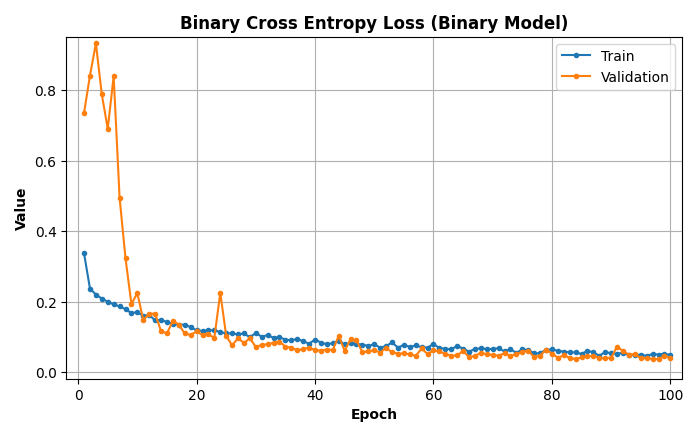 Binary Cross Entropy Loss (Binary Model)
Train
Validation
Value
0.8
0.6
0.4
0.2
0.0
0 20 40 60 80 100
Epoch